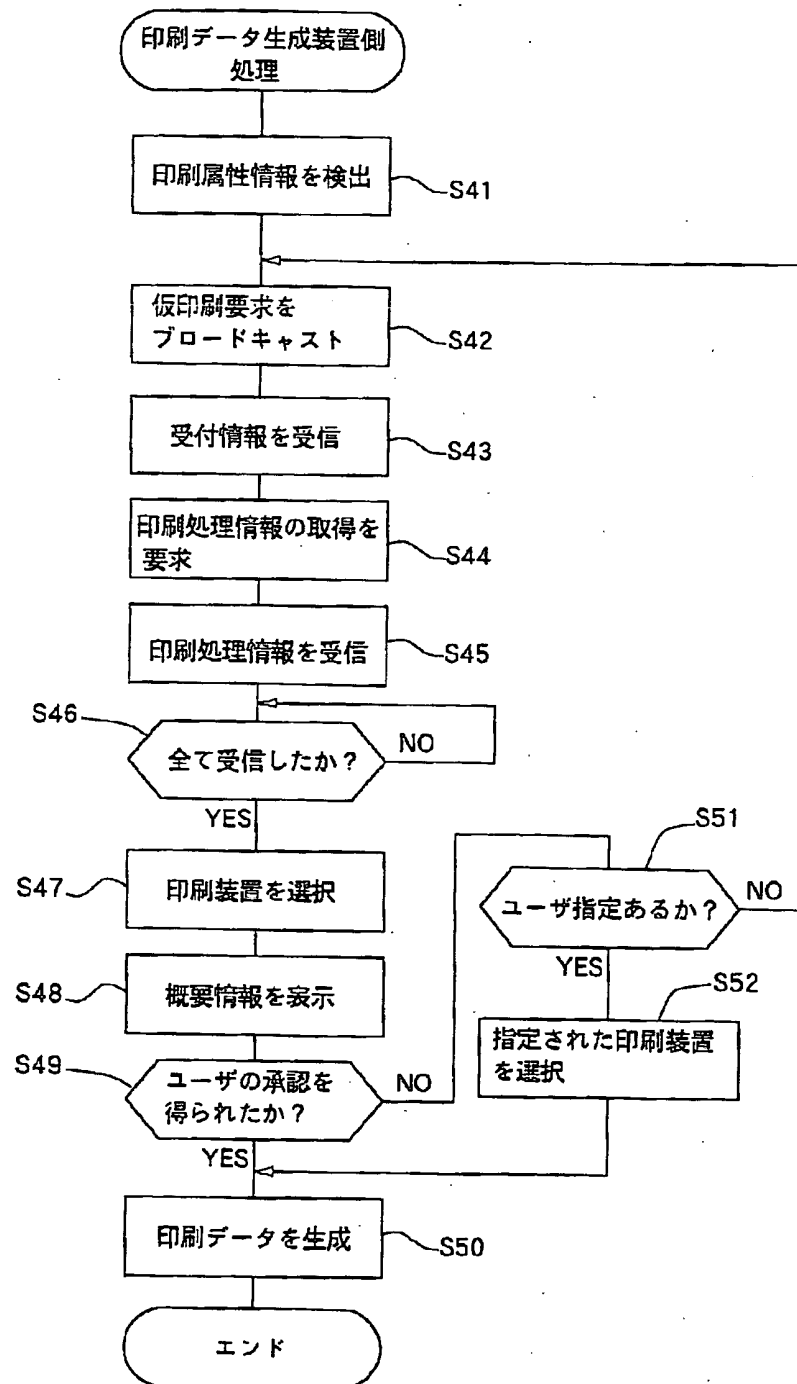 印刷データ生成装置側
処理
印刷属性情報を検出
S41
仮印刷要求を
ブロードキャスト
S42
受付情報を受信
S43
印刷処理情報の取得を
要求
S44
印刷処理情報を受信
S45
S46
全て受信したか?
NO
YES
S47
印刷装置を選択
S48
概要情報を表示
S49
ユーザの承認を
得られたか?
NO
YES
S51
ユーザ指定あるか?
NO
YES
S52
指定された印刷装置
を選択
印刷データを生成
S50
エンド